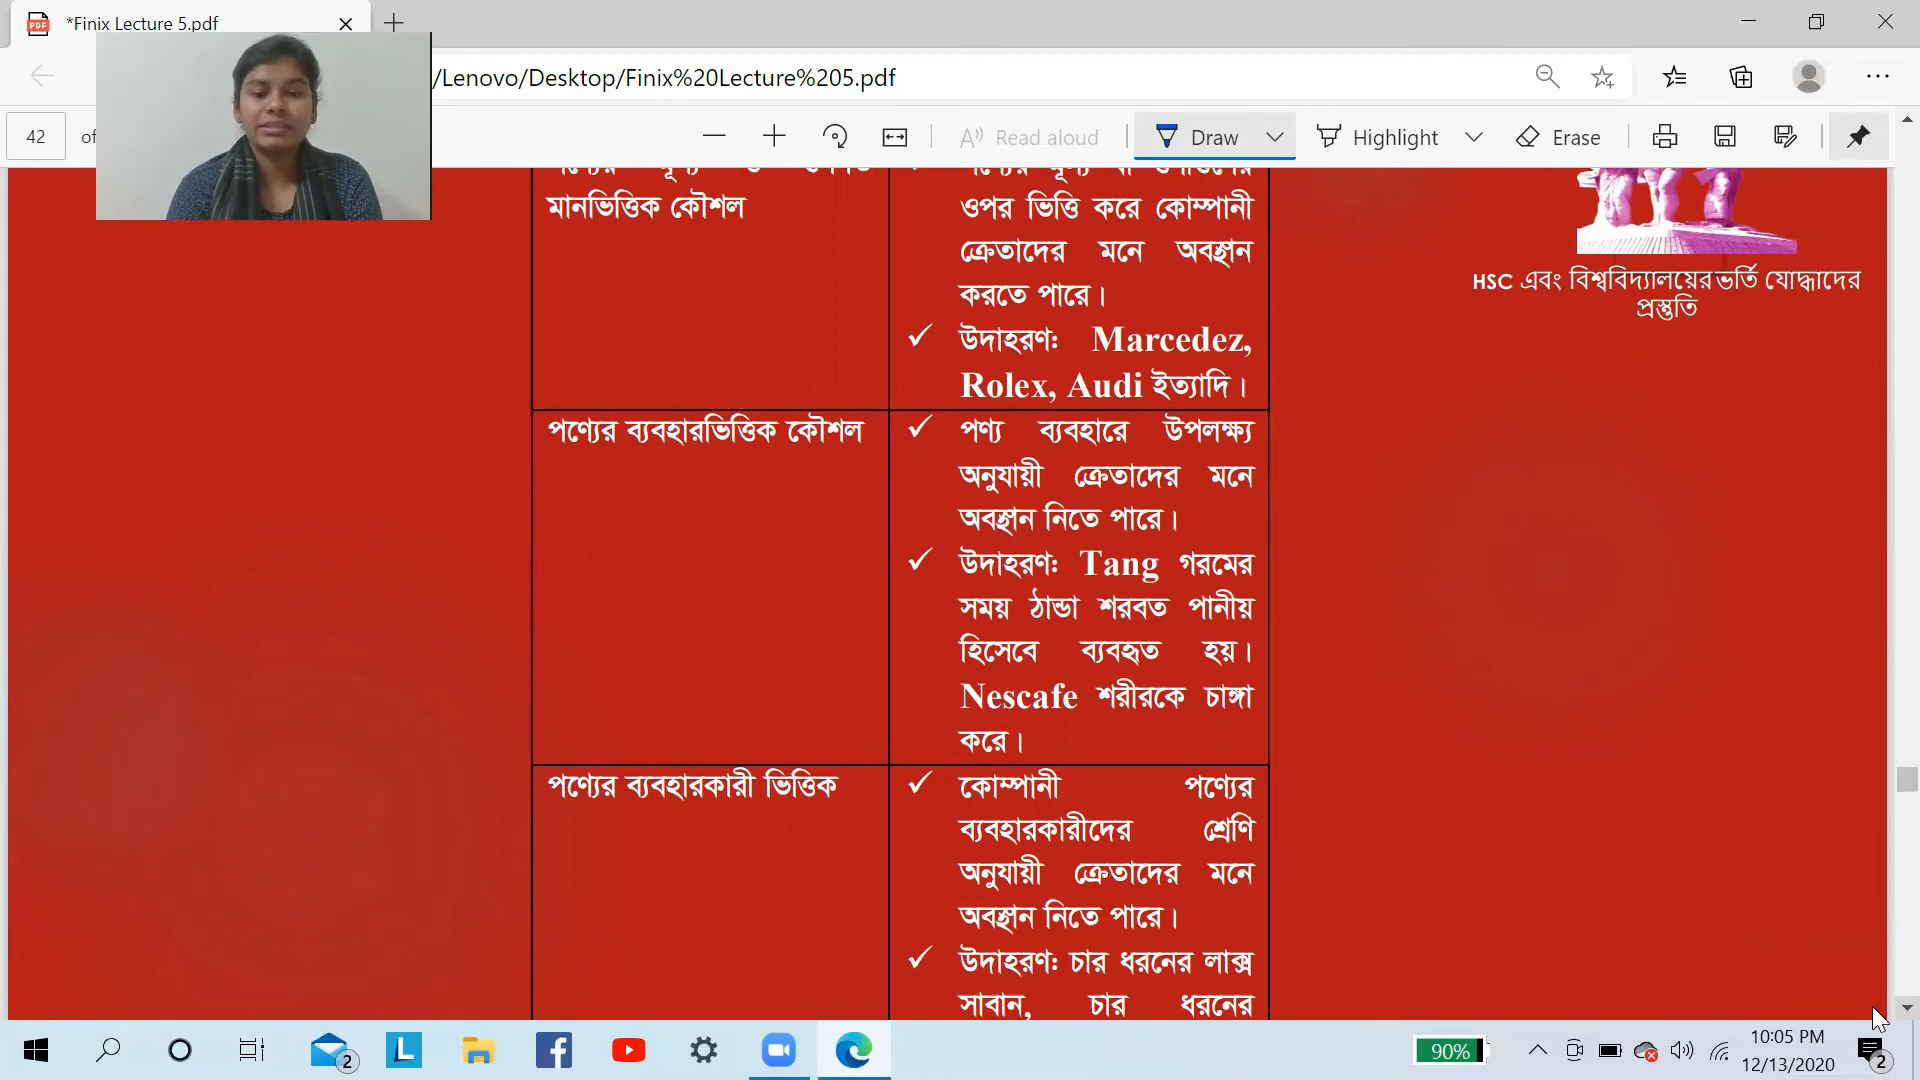 *Finix Lecture 5.pdf
/Lenovo/Desktop/Finix%20Lecture%205.pdf
42
of
Read aloud
Draw
Highlight
Erase
মানভিত্তিক কৌশল
ওপর ভিত্তি করে কোম্পানী
ক্রেতাদের মনে অবস্থান
করতে পারে।
✓ উদাহরণঃ Marcedez,
Rolex, Audi ইত্যাদি।
পণ্যের ব্যবহারভিত্তিক কৌশল
✓ পণ্য ব্যবহারে উপলক্ষ্য
অনুযায়ী ক্রেতাদের মনে
অবস্থান নিতে পারে।
✓ উদাহরণঃ Tang গরমের
সময় ঠান্ডা শরবত পানীয়
হিসেবে ব্যবহৃত হয়।
Nescafe শরীরকে চাঙ্গা
করে।
পণ্যের ব্যবহারকারী ভিত্তিক
✓ কোম্পানী পণ্যের
ব্যবহারকারীদের শ্রেণি
অনুযায়ী ক্রেতাদের মনে
অবস্থান নিতে পারে।
✓ উদাহরণঃ চার ধরনের লাক্স
সাবান, চার ধরনের
HSC এবং বিশ্ববিদ্যালয়ের ভর্তি যোদ্ধাদের
প্রস্তুতি
2
L
90%
10:05 PM
12/13/2020
2